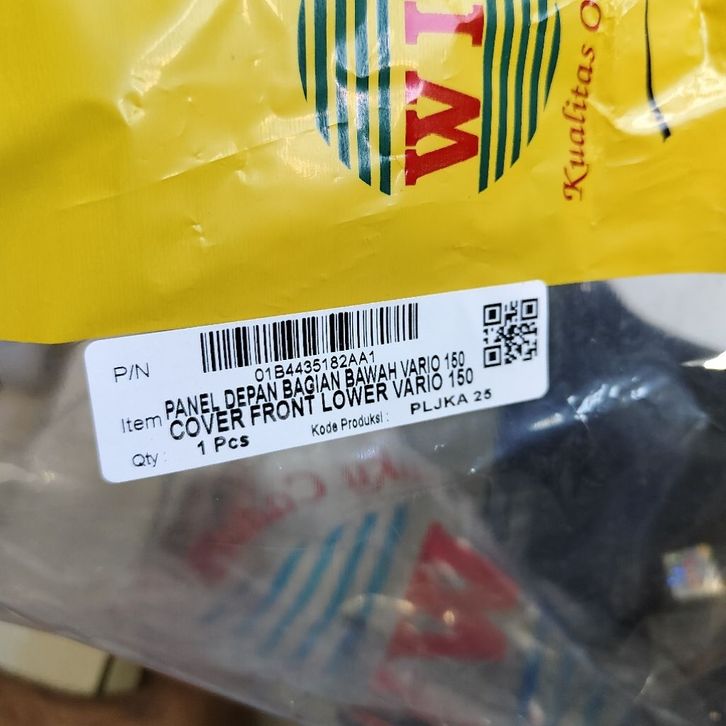 WI
Kualitas O
P/N
01B4435182AA1
Item PANEL DEPAN BAGIAN BAWAH VARIO 150
COVER FRONT LOWER VARIO 150
Qty : 1 Pcs
Kode Produksi : PLJKA 25